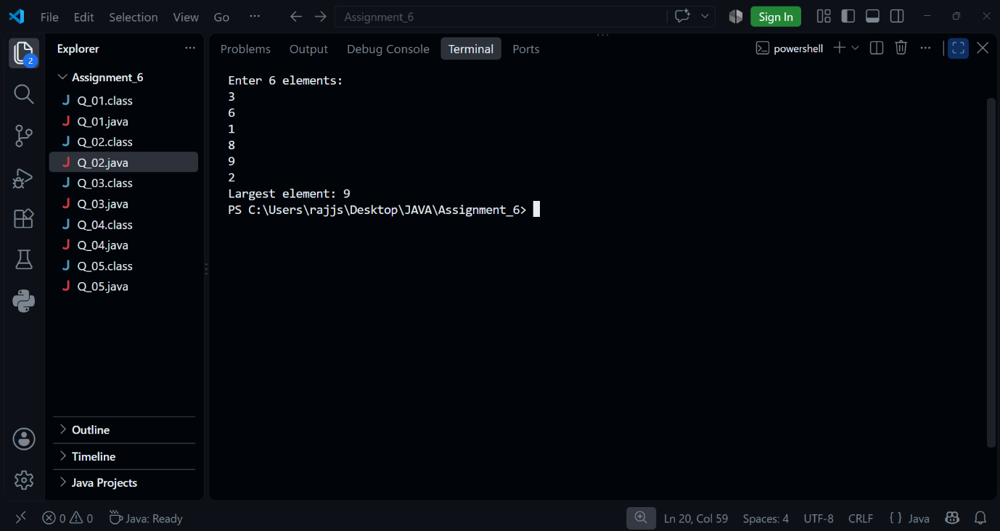 File Edit Selection View Go ··· Assignment_6 Sign In
Explorer ···
2
Assignment_6
Q_01.class
Q_01.java
Q_02.class
Q_02.java
Q_03.class
Q_03.java
Q_04.class
Q_04.java
Q_05.class
Q_05.java
Outline
Timeline
Java Projects
Problems Output Debug Console Terminal Ports powershell
Enter 6 elements:
3
6
1
8
9
2
Largest element: 9
PS C:\Users\rajjs\Desktop\JAVA\Assignment_6>
0 0 Java: Ready Ln 20, Col 59 Spaces: 4 UTF-8 CRLF {} Java